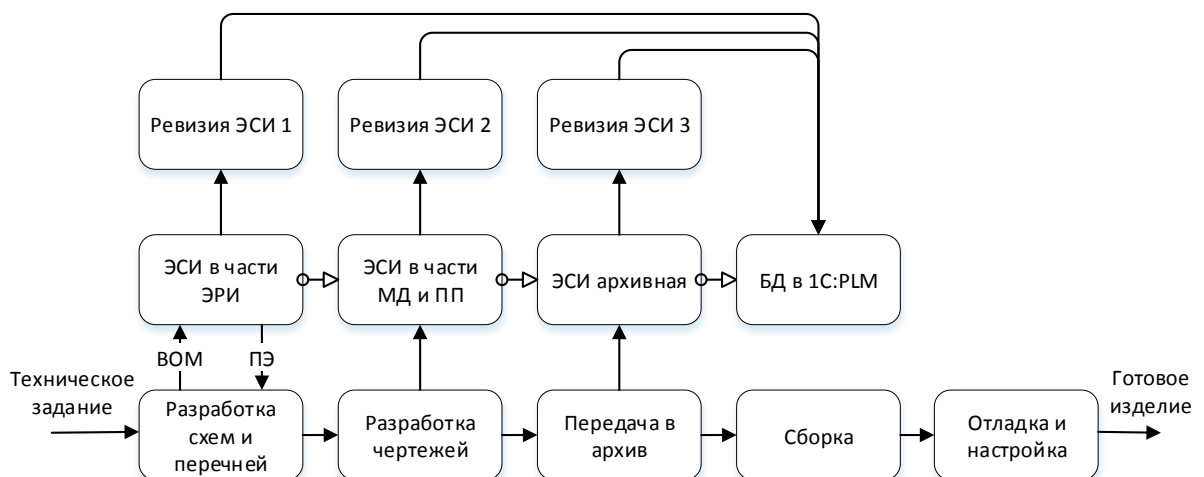 Ревизия ЭСИ 1
Ревизия ЭСИ 2
Ревизия ЭСИ 3
ЭСИ в части
ЭРИ
ЭСИ в части
МД и ПП
ЭСИ архивная
БД в 1С:PLM
BOM
ПЭ
Техническое
задание
Разработка
схем и
перечней
Разработка
чертежей
Передача в
архив
Сборка
Отладка и
настройка
Готовое
изделие